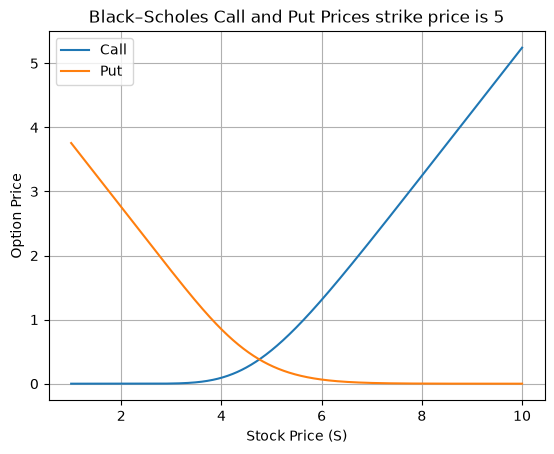 Black–Scholes Call and Put Prices strike price is 5
Call
Put
Option Price
5
4
3
2
1
0
2
4
6
8
10
Stock Price (S)